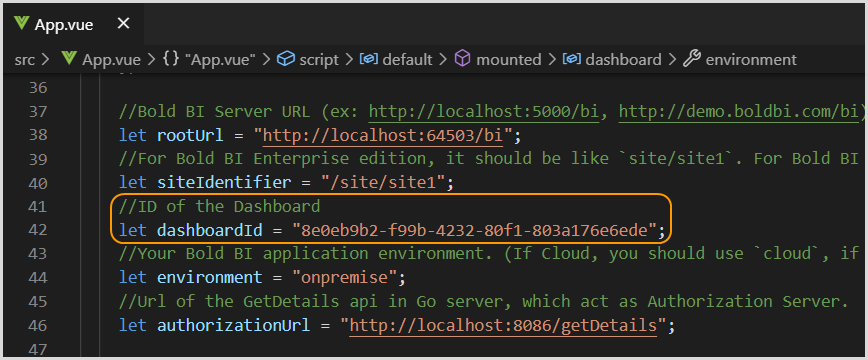 App.vue
src > App.vue > {} "App.vue" > script > default > mounted > dashboard > environment
36
37 //Bold BI Server URL (ex: http://localhost:5000/bi, http://demo.boldbi.com/bi)
38 let rootUrl = "http://localhost:64503/bi";
39 //For Bold BI Enterprise edition, it should be like `site/site1`. For Bold BI
40 let siteIdentifier = "/site/site1";
41 //ID of the Dashboard
42 let dashboardId = "8e0eb9b2-f99b-4232-80f1-803a176e6ede";
43 //Your Bold BI application environment. (If Cloud, you should use `cloud`, if
44 let environment = "onpremise";
45 //Url of the GetDetails api in Go server, which act as Authorization Server.
46 let authorizationUrl = "http://localhost:8086/getDetails";
47